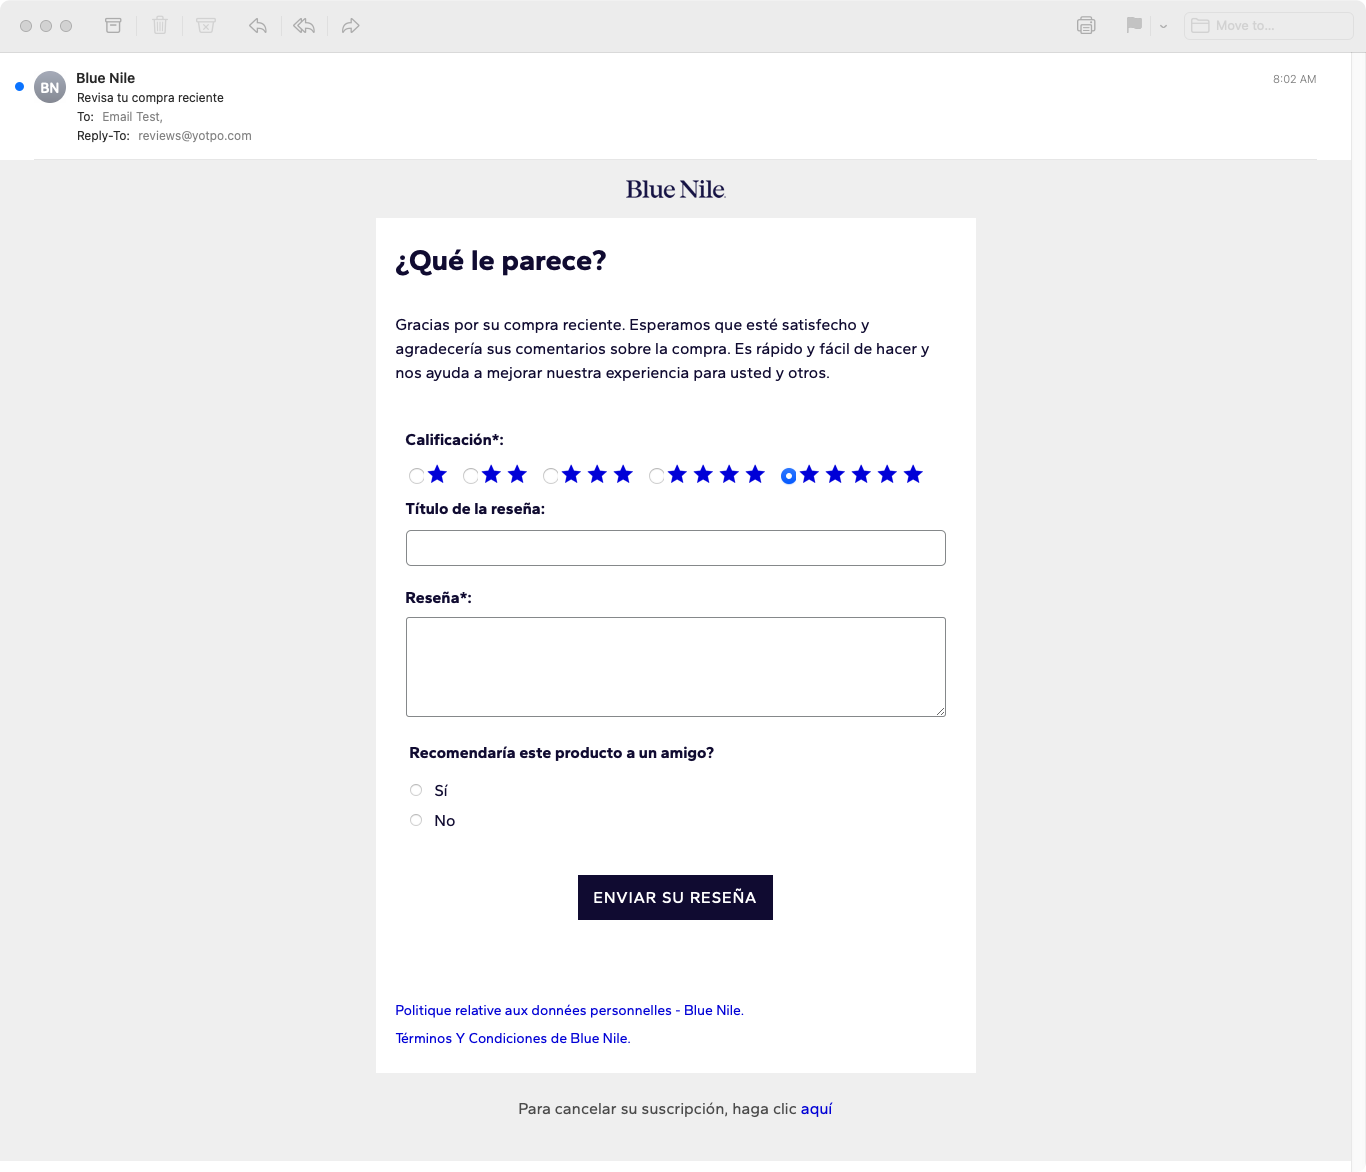 Move to...
BN
Blue Nile
8:02 AM
Revisa tu compra reciente
To: Email Test,
Reply-To: reviews@yotpo.com
Blue Nile.
¿Qué le parece?
Gracias por su compra reciente. Esperamos que esté satisfecho y
agradecería sus comentarios sobre la compra. Es rápido y fácil de hacer y
nos ayuda a mejorar nuestra experiencia para usted y otros.
Calificación*:
Título de la reseña:
Reseña*:
Recomendaría este producto a un amigo?
Sí
No
ENVIAR SU RESEÑA
Politique relative aux données personnelles - Blue Nile.
Términos Y Condiciones de Blue Nile.
Para cancelar su suscripción, haga clic aquí